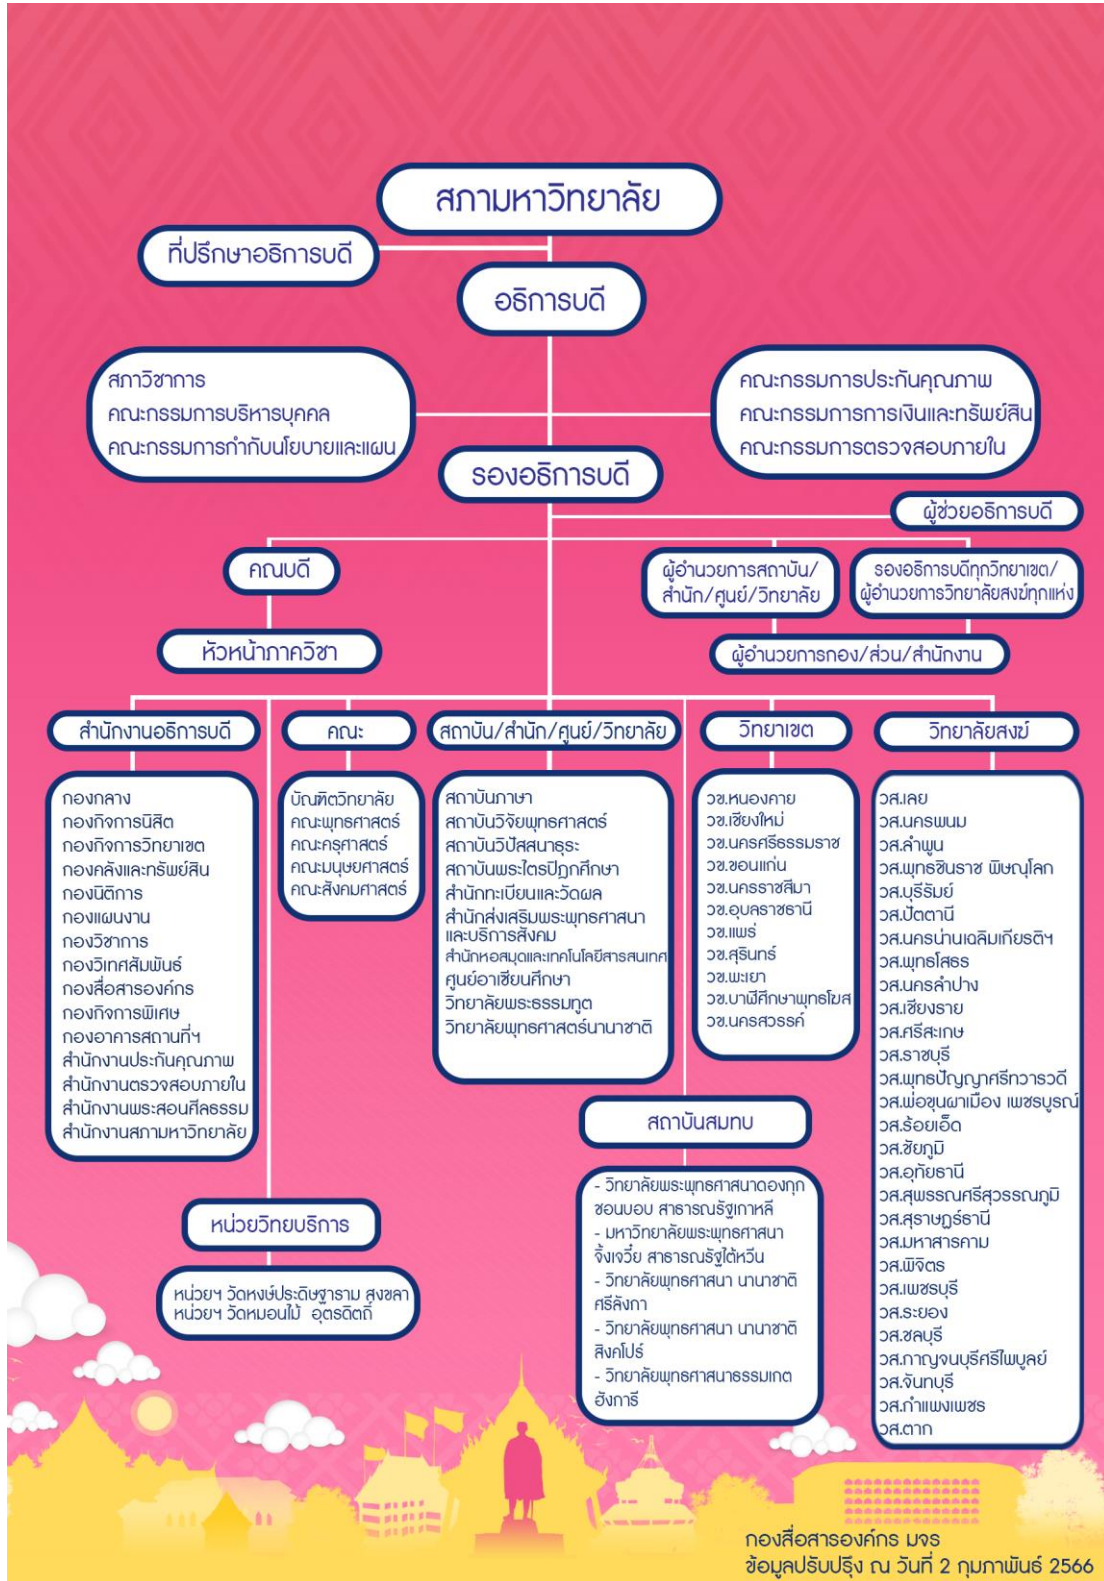 สภามหาวิทยาลัย
ที่ปรึกษาอธิการบดี
อธิการบดี
สภาวิชาการ
คณะกรรมการบริหารบุคคล
คณะกรรมการกำกับนโยบายและแผน
คณะกรรมการประกันคุณภาพ
คณะกรรมการการเงินและทรัพย์สิน
คณะกรรมการตรวจสอบภายใน
รองอธิการบดี
ผู้ช่วยอธิการบดี
คณบดี
ผู้อำนวยการสถาบัน/
สำนัก/ศูนย์/วิทยาลัย
รองอธิการบดีทุกวิทยาเขต/
ผู้อำนวยการวิทยาลัยสงฆ์ทุกแห่ง
หัวหน้าภาควิชา
ผู้อำนวยการกอง/ส่วน/สำนักงาน
สำนักงานอธิการบดี
กองกลาง
กองกิจการนิสิต
กองกิจการวิทยาเขต
กองคลังและทรัพย์สิน
กองนิติการ
กองแผนงาน
กองวิชาการ
กองวิเทศสัมพันธ์
กองสื่อสารองค์กร
กองกิจการพิเศษ
กองอาคารสถานที่ฯ
สำนักงานประกันคุณภาพ
สำนักงานตรวจสอบภายใน
สำนักงานพระสอนศีลธรรม
สำนักงานสภามหาวิทยาลัย
คณะ
บัณฑิตวิทยาลัย
คณะพุทธศาสตร์
คณะครุศาสตร์
คณะมนุษยศาสตร์
คณะสังคมศาสตร์
สถาบัน/สำนัก/ศูนย์/วิทยาลัย
สถาบันภาษา
สถาบันวิจัยพุทธศาสตร์
สถาบันวิปัสสนาธุระ
สถาบันพระไตรปิฎกศึกษา
สำนักทะเบียนและวัดผล
สำนักส่งเสริมพระพุทธศาสนา
และบริการสังคม
สำนักหอสมุดและเทคโนโลยีสารสนเทศ
ศูนย์อาเซียนศึกษา
วิทยาลัยพระธรรมทูต
วิทยาลัยพุทธศาสตร์นานาชาติ
วิทยาเขต
วข.หนองคาย
วข.เชียงใหม่
วข.นครศรีธรรมราช
วข.ขอนแก่น
วข.นครราชสีมา
วข.อุบลราชธานี
วข.แพร่
วข.สุรินทร์
วข.พะเยา
วข.บาฬีศึกษาพุทธโฆส
วข.นครสวรรค์
วิทยาลัยสงฆ์
วส.เลย
วส.นครพนม
วส.ลำพูน
วส.พุทธชินราช พิษณุโลก
วส.บุรีรัมย์
วส.ปัตตานี
วส.นครน่านเฉลิมเกียรติฯ
วส.พุทธโสธร
วส.นครลำปาง
วส.เชียงราย
วส.ศรีสะเกษ
วส.ราชบุรี
วส.พุทธปัญญาศรีทวารวดี
วส.พ่อขุนผาเมือง เพชรบูรณ์
วส.ร้อยเอ็ด
วส.ชัยภูมิ
วส.อุทัยธานี
วส.สุพรรณศรีสุวรรณภูมิ
วส.สุราษฎร์ธานี
วส.มหาสารคาม
วส.พิจิตร
วส.เพชรบุรี
วส.ระยอง
วส.ชลบุรี
วส.กาญจนบุรีศรีไพบูลย์
วส.จันทบุรี
วส.กำแพงเพชร
วส.ตาก
หน่วยวิทยบริการ
หน่วยฯ วัดหงษ์ประดิษฐาราม สงขลา
หน่วยฯ วัดหมอนไม้ อุตรดิตถ์
สถาบันสมทบ
- วิทยาลัยพระพุทธศาสนาดองกุก
ชอนบอบ สาธารณรัฐเกาหลี
- มหาวิทยาลัยพระพุทธศาสนา
จิ้งเจวี๋ย สาธารณรัฐไต้หวัน
- วิทยาลัยพุทธศาสนา นานาชาติ
ศรีลังกา
- วิทยาลัยพุทธศาสนา นานาชาติ
สิงคโปร์
- วิทยาลัยพุทธศาสนาธรรมเกต
ฮังการี
กองสื่อสารองค์กร มจร
ข้อมูลปรับปรุง ณ วันที่ 2 กุมภาพันธ์ 2566